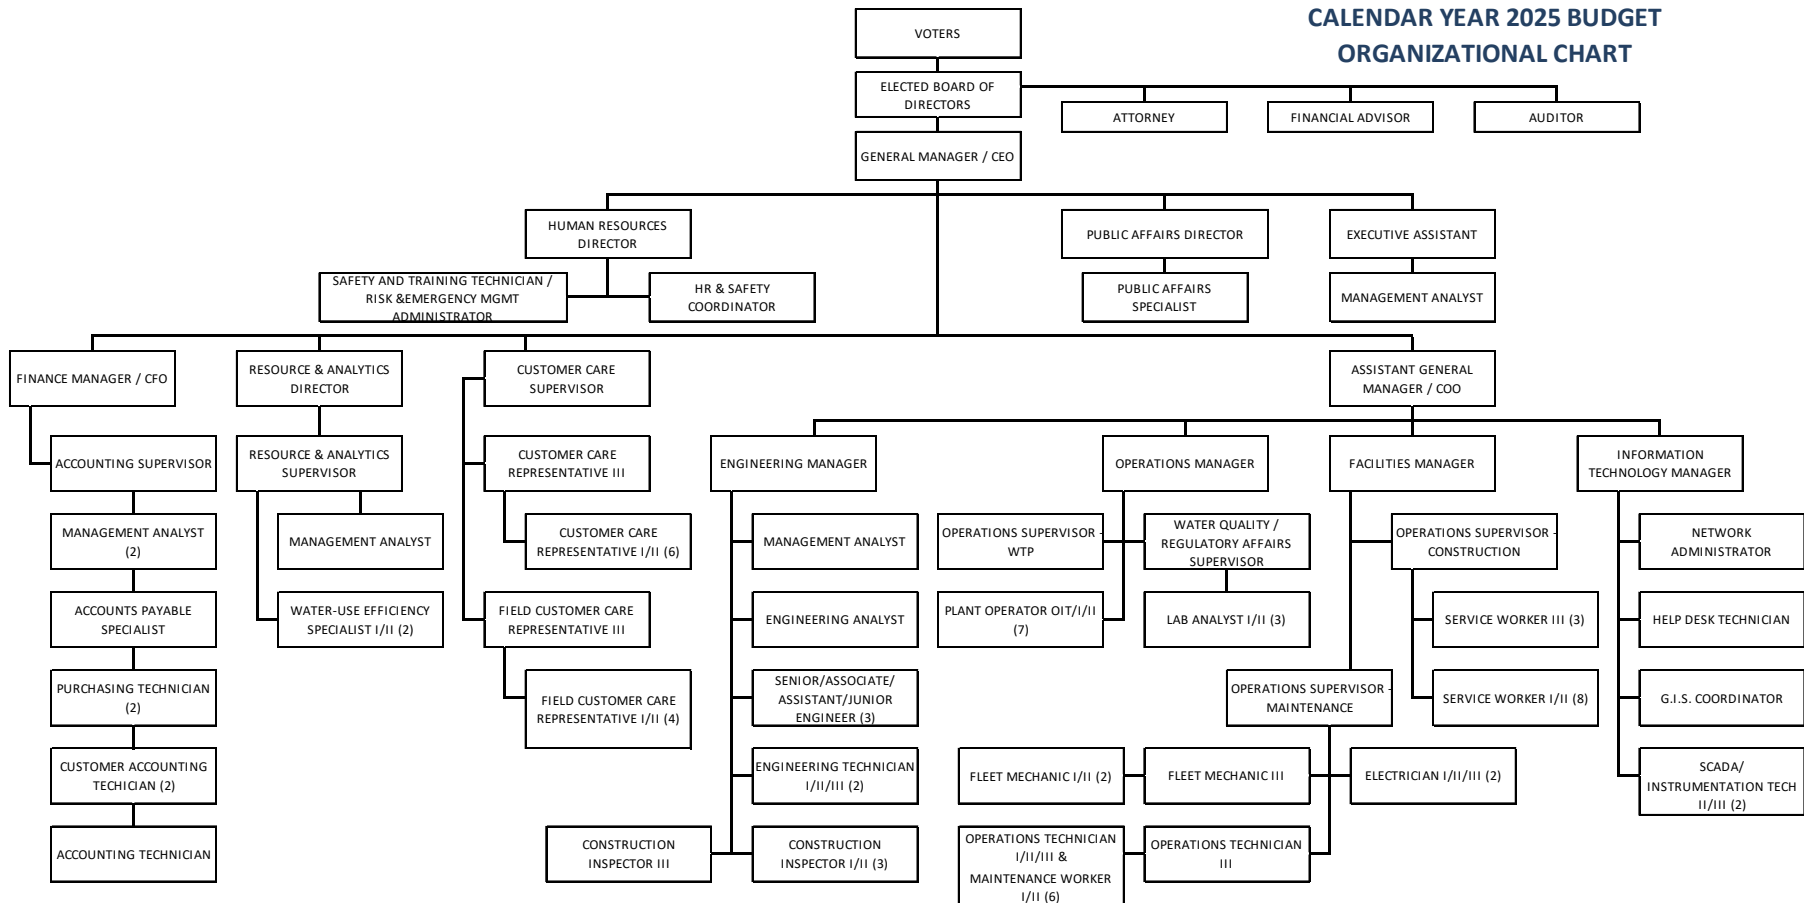 CALENDAR YEAR 2025 BUDGET
ORGANIZATIONAL CHART
VOTERS
ELECTED BOARD OF
DIRECTORS
ATTORNEY
FINANCIAL ADVISOR
AUDITOR
GENERAL MANAGER / CEO
HUMAN RESOURCES
DIRECTOR
PUBLIC AFFAIRS DIRECTOR
EXECUTIVE ASSISTANT
SAFETY AND TRAINING TECHNICIAN /
RISK &EMERGENCY MGMT
ADMINISTRATOR
HR & SAFETY
COORDINATOR
PUBLIC AFFAIRS
SPECIALIST
MANAGEMENT ANALYST
FINANCE MANAGER / CFO
RESOURCE & ANALYTICS
DIRECTOR
CUSTOMER CARE
SUPERVISOR
ASSISTANT GENERAL
MANAGER / COO
ACCOUNTING SUPERVISOR
RESOURCE & ANALYTICS
SUPERVISOR
CUSTOMER CARE
REPRESENTATIVE III
ENGINEERING MANAGER
OPERATIONS MANAGER
FACILITIES MANAGER
INFORMATION
TECHNOLOGY MANAGER
MANAGEMENT ANALYST
(2)
MANAGEMENT ANALYST
CUSTOMER CARE
REPRESENTATIVE I/II (6)
MANAGEMENT ANALYST
OPERATIONS SUPERVISOR -
WTP
WATER QUALITY /
REGULATORY AFFAIRS
SUPERVISOR
OPERATIONS SUPERVISOR -
CONSTRUCTION
NETWORK
ADMINISTRATOR
ACCOUNTS PAYABLE
SPECIALIST
WATER-USE EFFICIENCY
SPECIALIST I/II (2)
FIELD CUSTOMER CARE
REPRESENTATIVE III
ENGINEERING ANALYST
PLANT OPERATOR OIT/I/II
(7)
LAB ANALYST I/II (3)
SERVICE WORKER III (3)
HELP DESK TECHNICIAN
PURCHASING TECHNICIAN
(2)
FIELD CUSTOMER CARE
REPRESENTATIVE I/II (4)
SENIOR/ASSOCIATE/
ASSISTANT/JUNIOR
ENGINEER (3)
OPERATIONS SUPERVISOR -
MAINTENANCE
SERVICE WORKER I/II (8)
G.I.S. COORDINATOR
CUSTOMER ACCOUNTING
TECHICIAN (2)
ENGINEERING TECHNICIAN
I/II/III (2)
FLEET MECHANIC I/II (2)
FLEET MECHANIC III
ELECTRICIAN I/II/III (2)
SCADA/
INSTRUMENTATION TECH
II/III (2)
ACCOUNTING TECHNICIAN
CONSTRUCTION
INSPECTOR III
CONSTRUCTION
INSPECTOR I/II (3)
OPERATIONS TECHNICIAN
I/II/III &
MAINTENANCE WORKER
I/II (6)
OPERATIONS TECHNICIAN
III